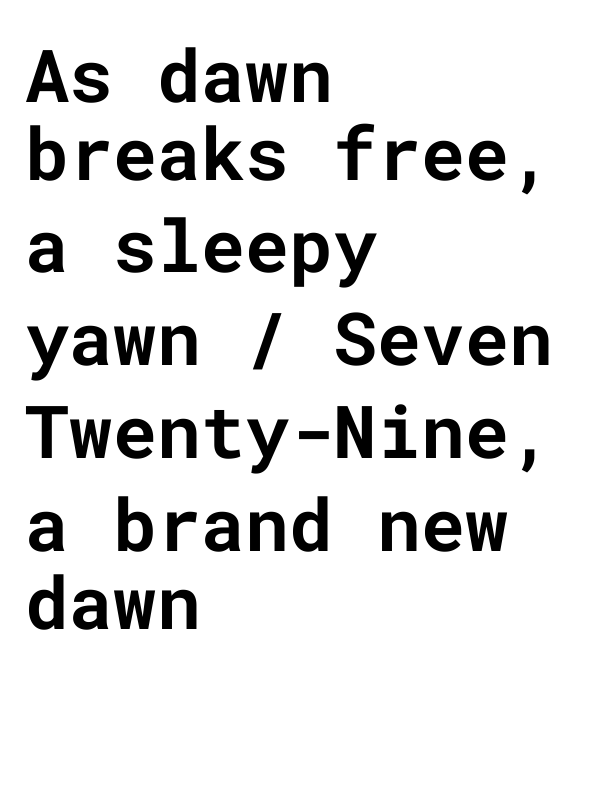 As dawn
breaks free,
a sleepy
yawn / Seven
Twenty-Nine,
a brand new
dawn